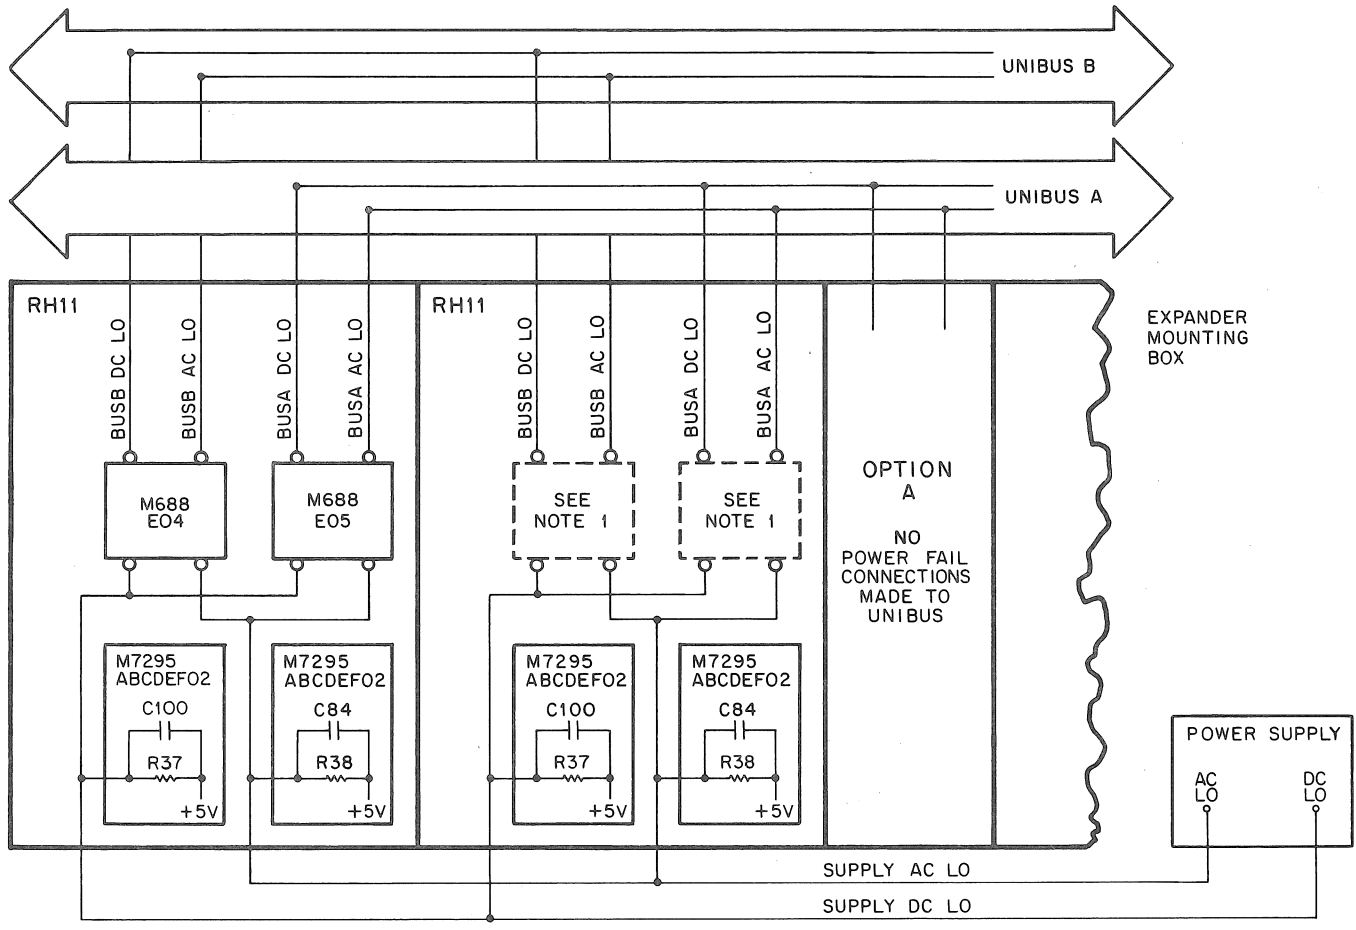 UNIBUS B
UNIBUS A
RH11
RH11
EXPANDER
MOUNTING
BOX
BUSB DC LO
BUSB AC LO
BUSA DC LO
BUSA AC LO
BUSB DC LO
BUSB AC LO
BUSA DC LO
BUSA AC LO
M688
E04
M688
E05
SEE
NOTE 1
SEE
NOTE 1
OPTION
A
NO
POWER FAIL
CONNECTIONS
MADE TO
UNIBUS
M7295
ABCDEF02
C100
R37
+5V
M7295
ABCDEF02
C84
R38
+5V
M7295
ABCDEF02
C100
R37
+5V
M7295
ABCDEF02
C84
R38
+5V
POWER SUPPLY
AC
LO
DC
LO
SUPPLY AC LO
SUPPLY DC LO